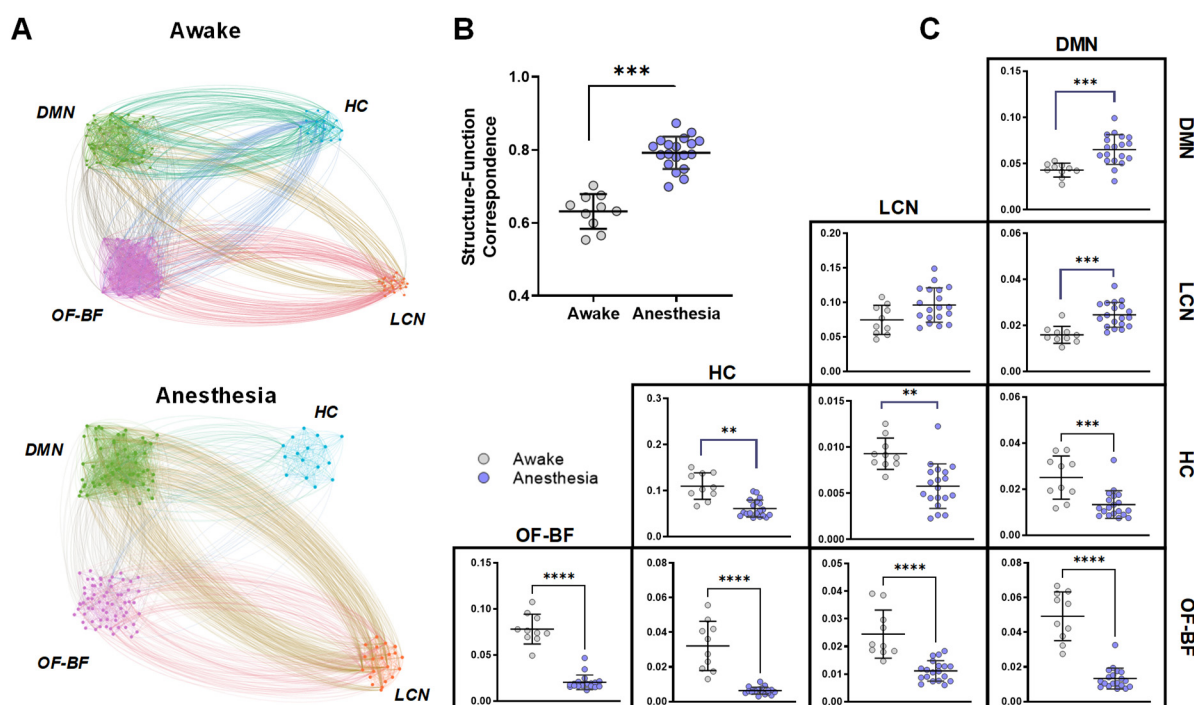 A
Awake
DMN
HC
OF-BF
LCN
Anesthesia
DMN
HC
OF-BF
LCN
B
***
Structure-Function
Correspondence
1.0
0.8
0.6
0.4
Awake
Anesthesia
Awake
Anesthesia
C
DMN
0.15
0.10
0.05
0.00
***
DMN
LCN
0.20
0.15
0.10
0.05
0.00
0.06
0.04
0.02
0.00
***
LCN
HC
0.3
0.2
0.1
0.0
**
0.015
0.010
0.005
0.000
**
0.06
0.04
0.02
0.00
***
HC
OF-BF
0.15
0.10
0.05
0.00
****
0.08
0.06
0.04
0.02
0.00
****
0.05
0.04
0.03
0.02
0.01
0.00
****
0.08
0.06
0.04
0.02
0.00
****
OF-BF